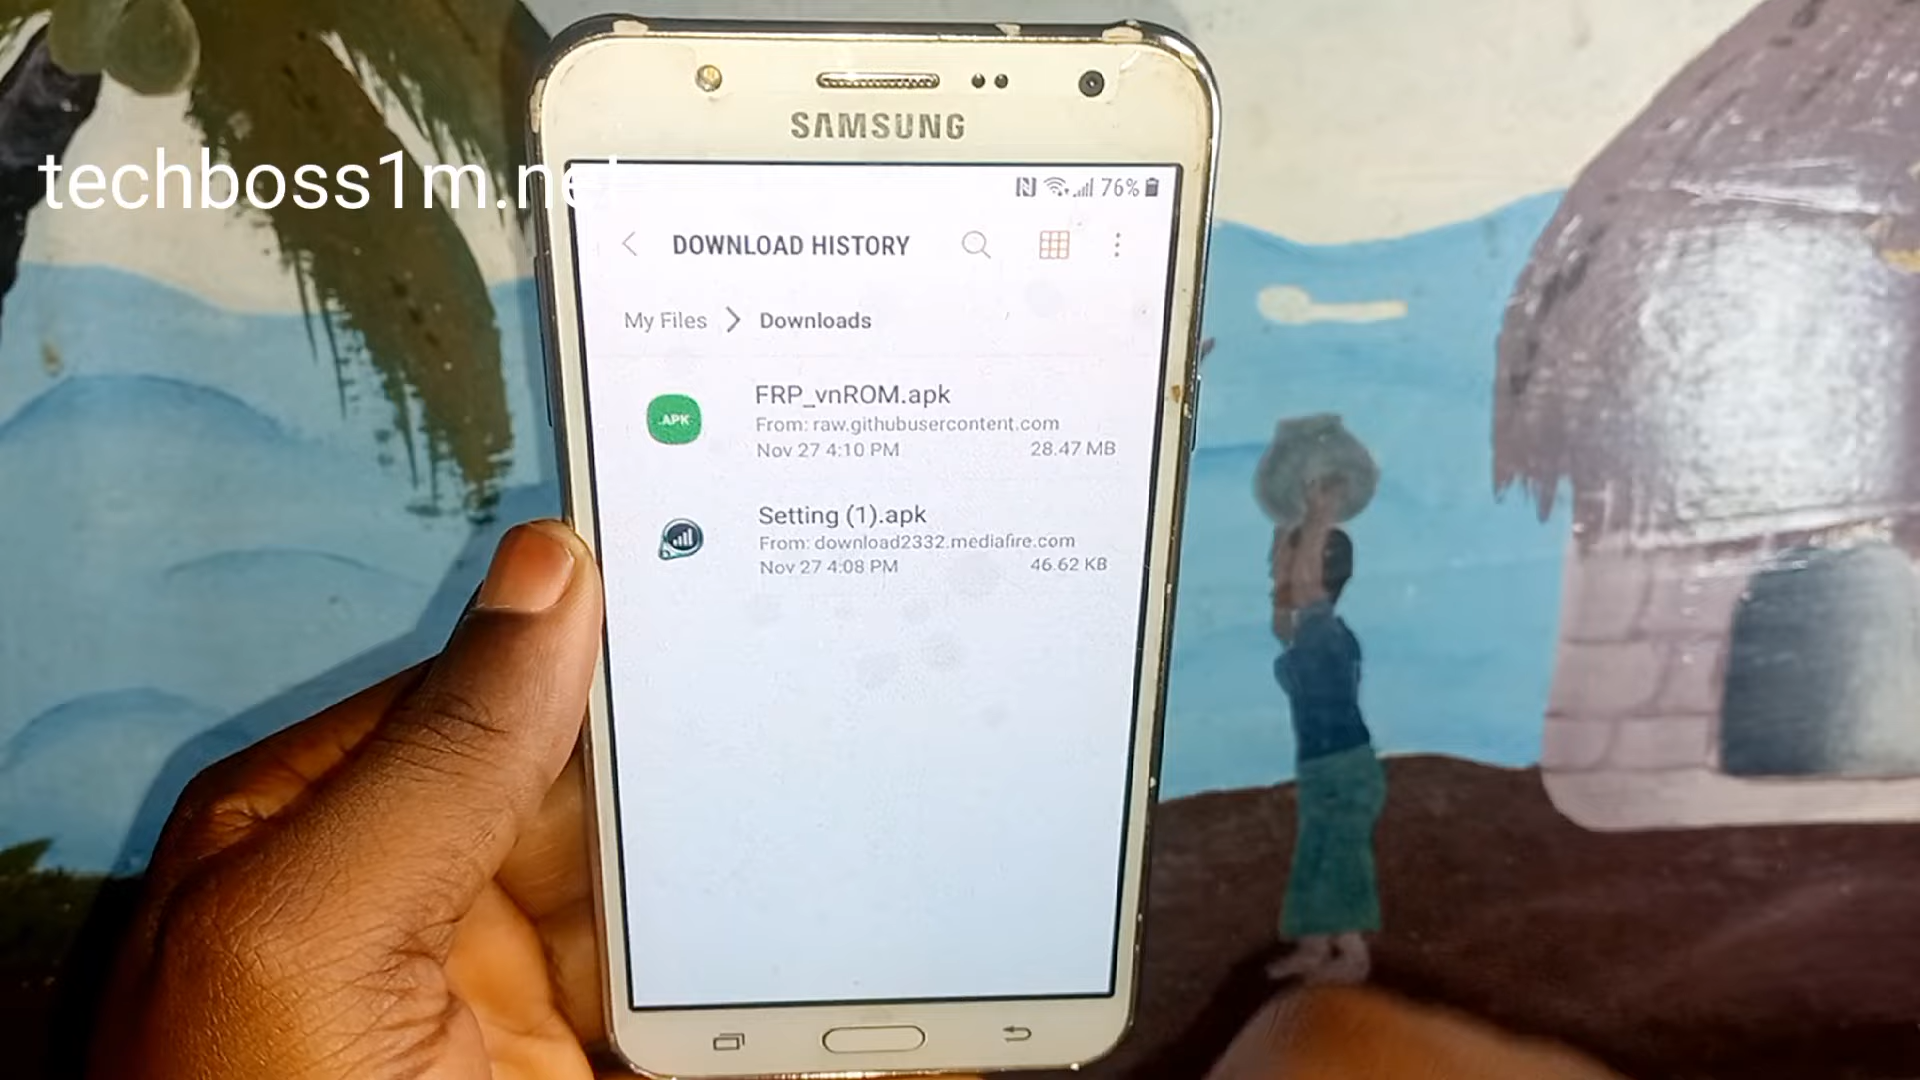 SAMSUNG
techboss1m.net
76%
DOWNLOAD HISTORY
My Files > Downloads
FRP_vnROM.apk
.APK
From: raw.githubusercontent.com
Nov 27 4:10 PM 28.47 MB
Setting (1).apk
From: download2332.mediafire.com
Nov 27 4:08 PM 46.62 KB